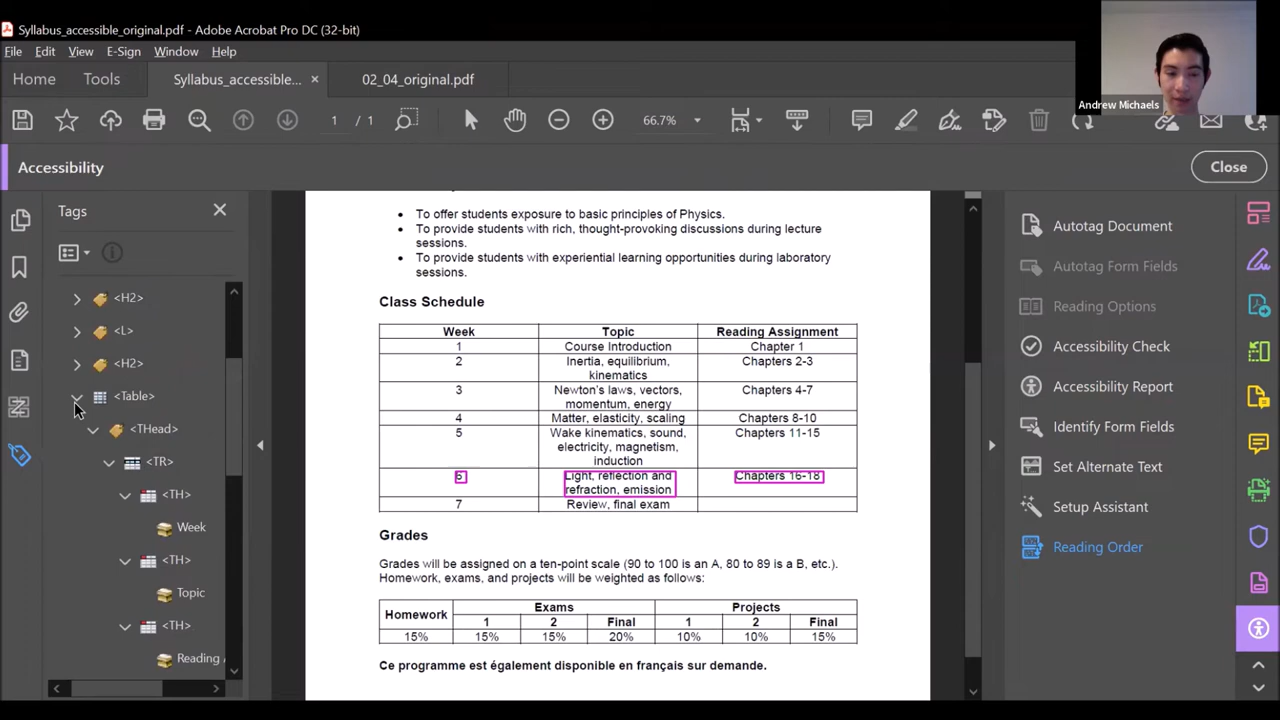 Syllabus_accessible_original.pdf - Adobe Acrobat Pro DC (32-bit)
File Edit View E-Sign Window Help
Home Tools Syllabus_accessible... × 02_04_original.pdf
Andrew Michaels
1 / 1 66.7%
Accessibility
Close
Tags
<H2>
<L>
<H2>
<Table>
<THead>
<TR>
<TH>
Week
<TH>
Topic
<TH>
Reading
• To offer students exposure to basic principles of Physics.
• To provide students with rich, thought-provoking discussions during lecture
sessions.
• To provide students with experiential learning opportunities during laboratory
sessions.
Class Schedule
Week Topic Reading Assignment
1 Course Introduction Chapter 1
2 Inertia, equilibrium, Chapters 2-3
kinematics
3 Newton's laws, vectors, Chapters 4-7
momentum, energy
4 Matter, elasticity, scaling Chapters 8-10
5 Wake kinematics, sound, Chapters 11-15
electricity, magnetism,
induction
6 Light, reflection and Chapters 16-18
refraction, emission
7 Review, final exam
Grades
Grades will be assigned on a ten-point scale (90 to 100 is an A, 80 to 89 is a B, etc.).
Homework, exams, and projects will be weighted as follows:
Homework Exams Projects
1 2 Final 1 2 Final
15% 15% 15% 20% 10% 10% 15%
Ce programme est également disponible en français sur demande.
Autotag Document
Autotag Form Fields
Reading Options
Accessibility Check
Accessibility Report
Identify Form Fields
Set Alternate Text
Setup Assistant
Reading Order